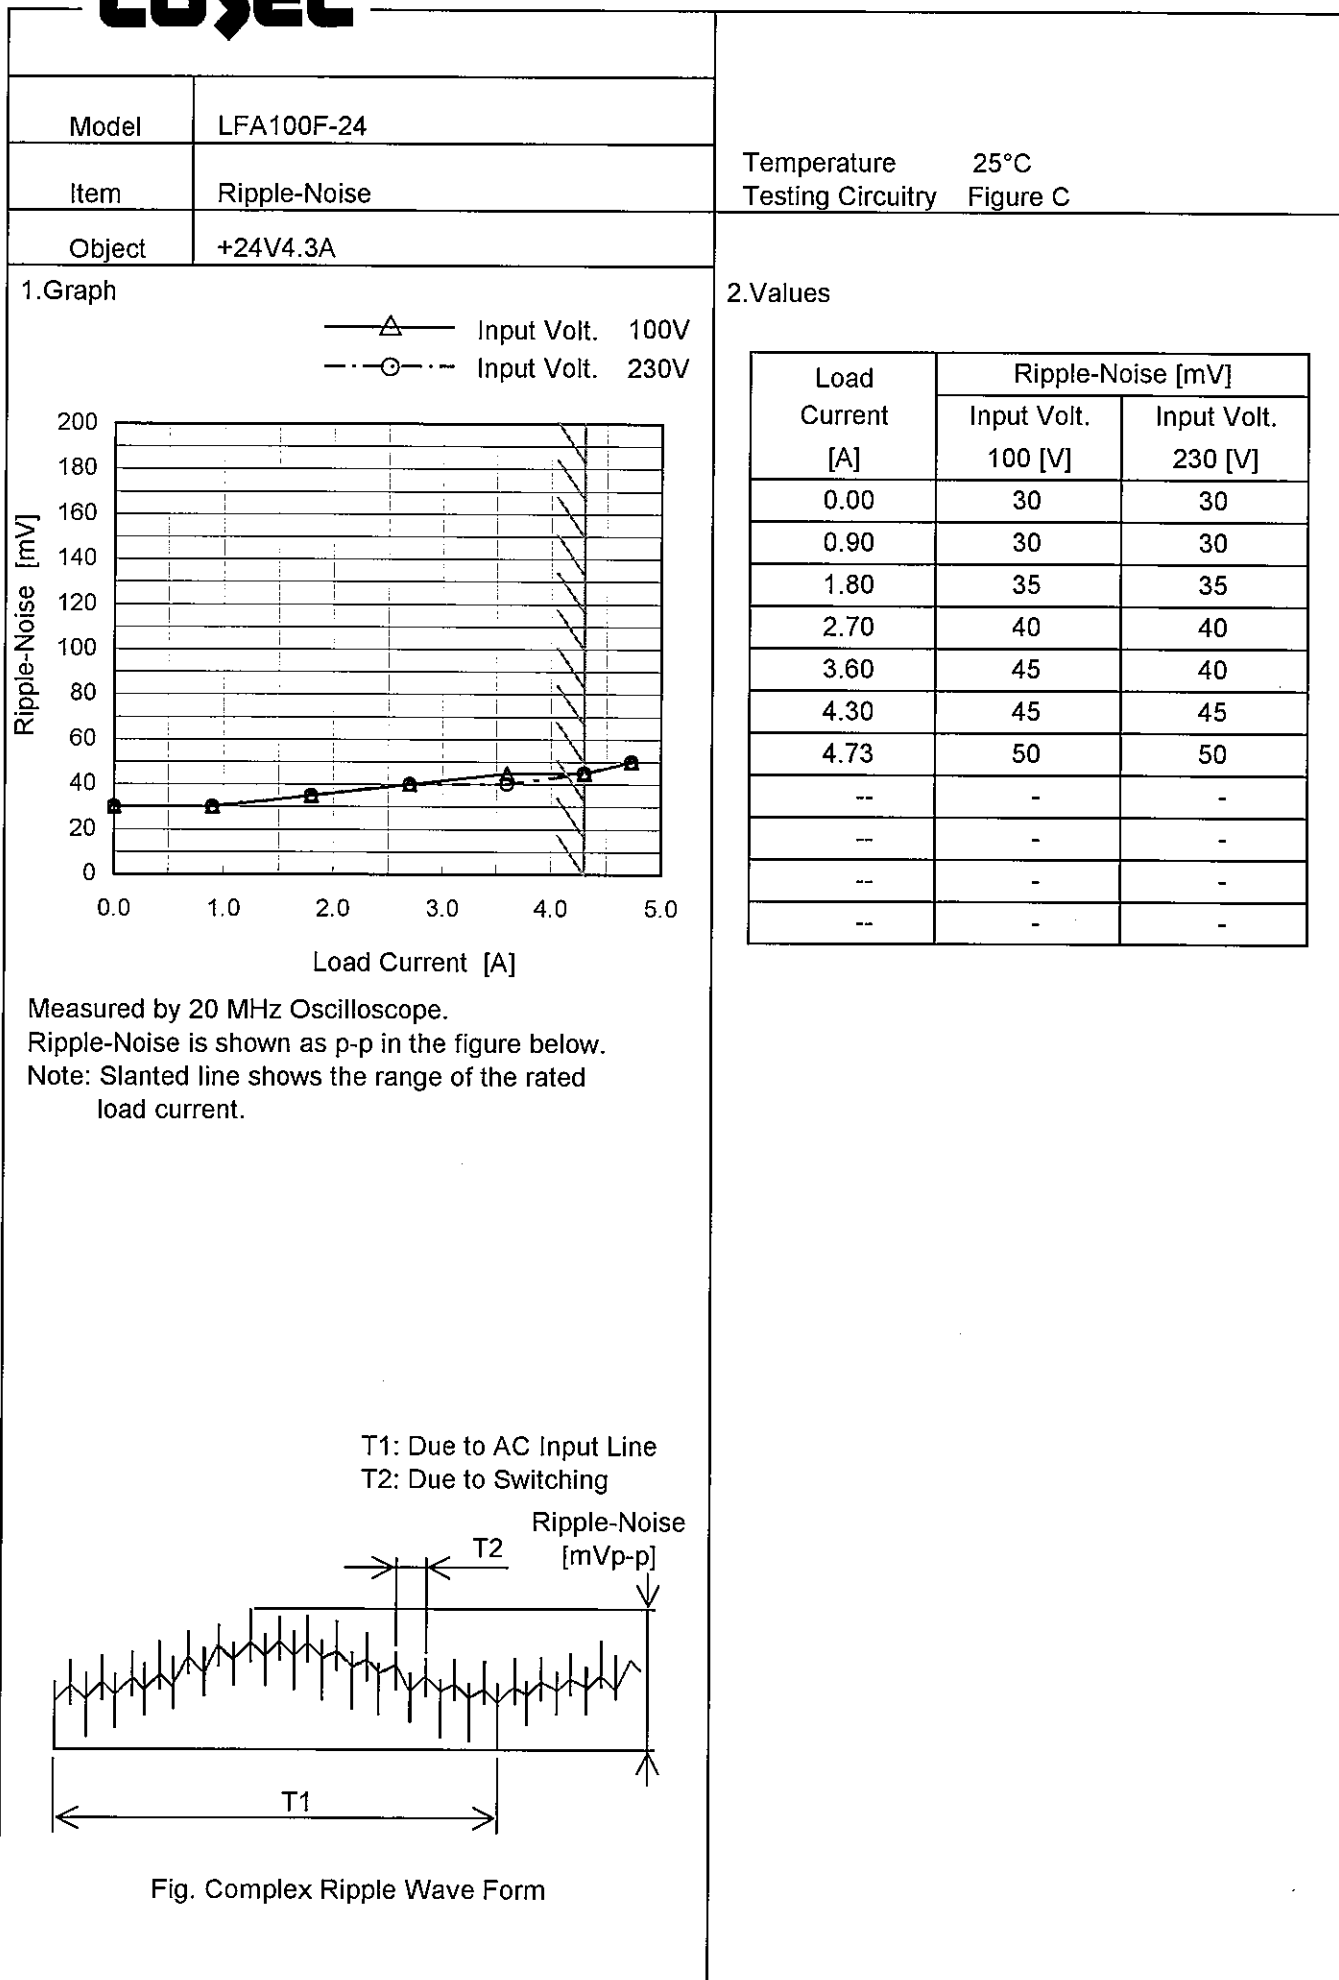 COSEL
Model LFA100F-24
Item Ripple-Noise
Object +24V4.3A
Temperature 25°C
Testing Circuitry Figure C
1.Graph
Input Volt. 100V
Input Volt. 230V
Ripple-Noise [mV]
200
180
160
140
120
100
80
60
40
20
0
0.0 1.0 2.0 3.0 4.0 5.0
Load Current [A]
Measured by 20 MHz Oscilloscope.
Ripple-Noise is shown as p-p in the figure below.
Note: Slanted line shows the range of the rated
load current.
T1: Due to AC Input Line
T2: Due to Switching
Ripple-Noise
[mVp-p]
T2
T1
Fig. Complex Ripple Wave Form
2.Values
Load Ripple-Noise [mV]
Current Input Volt. Input Volt.
[A] 100 [V] 230 [V]
0.00 30 30
0.90 30 30
1.80 35 35
2.70 40 40
3.60 45 40
4.30 45 45
4.73 50 50
-- - -
-- - -
-- - -
-- - -